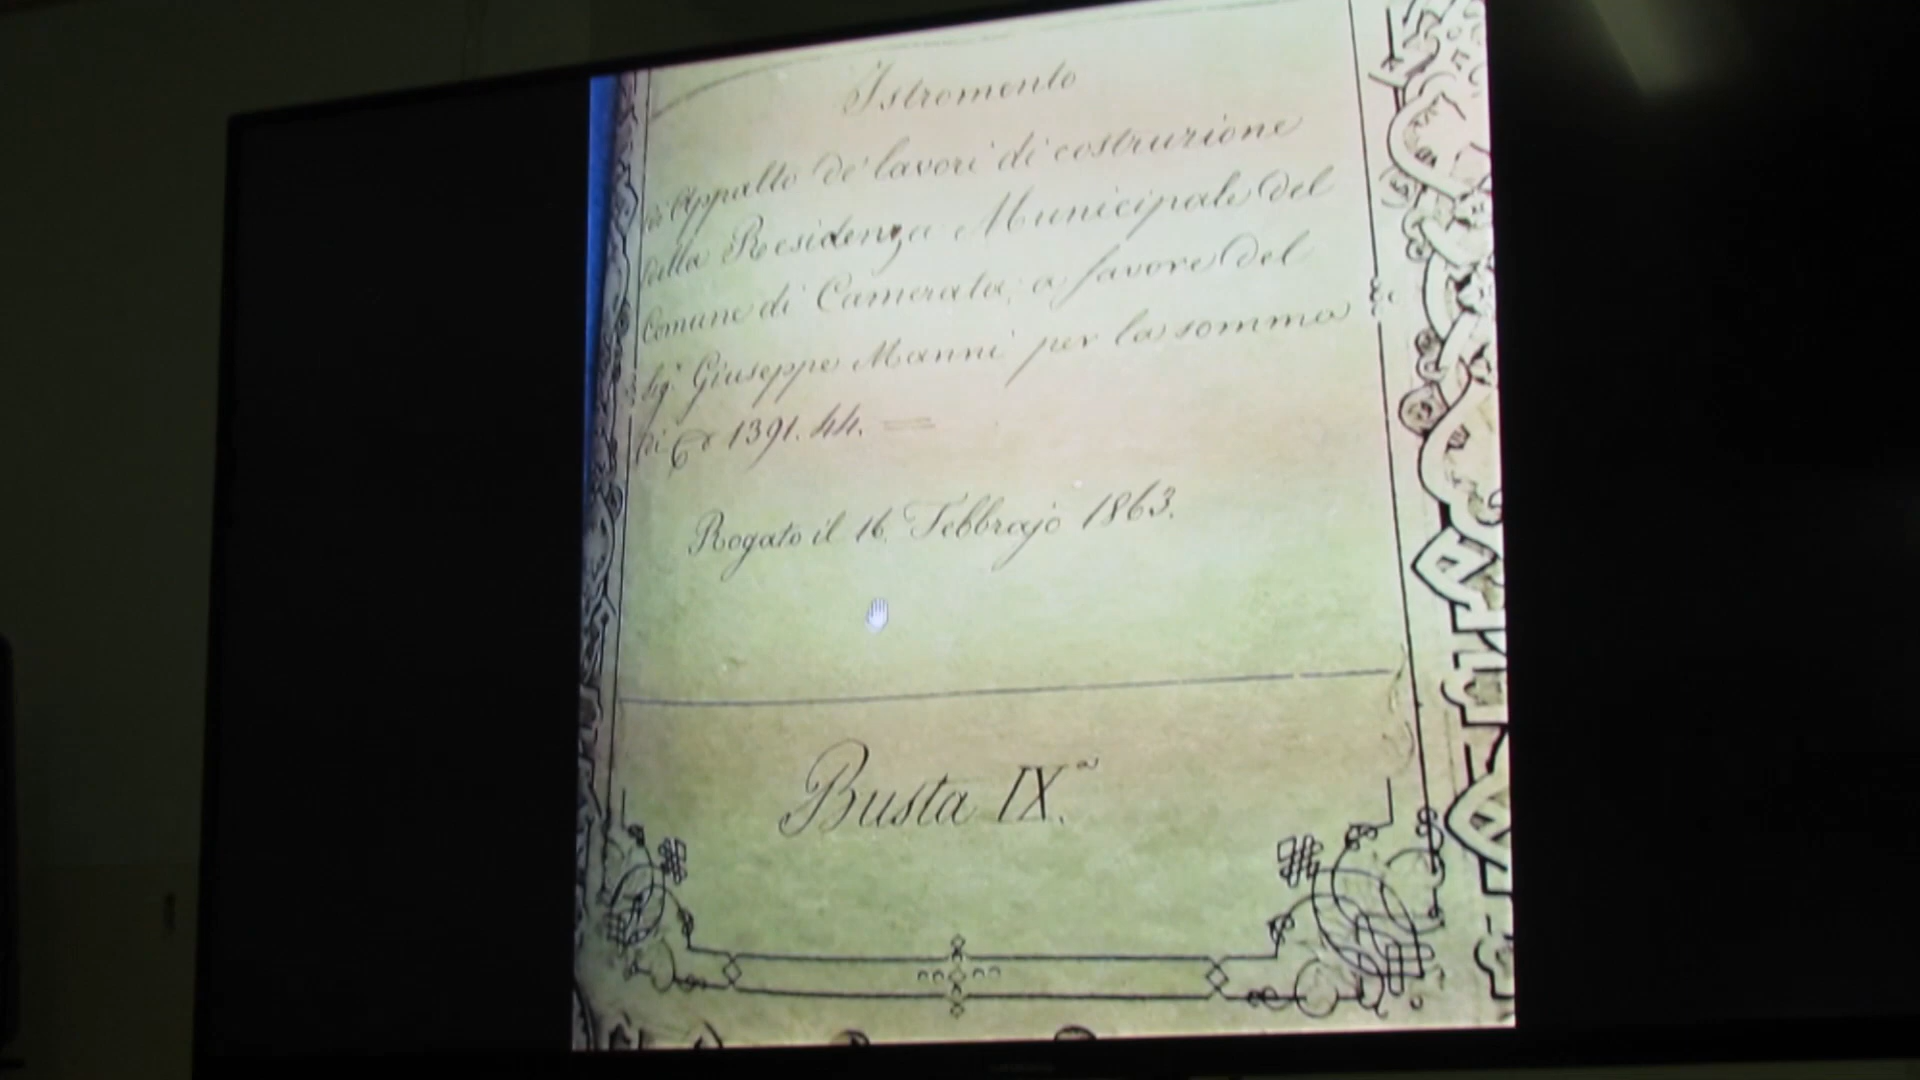 Istromento
di Appalto de' lavori di costruzione
della Residenza Municipale del
Comune di Camerata, a favore del
Sig.r Giuseppe Manni per la somma
di 1391.44. =
Rogato il 16 Febbrajo 1863.
Busta IX.a